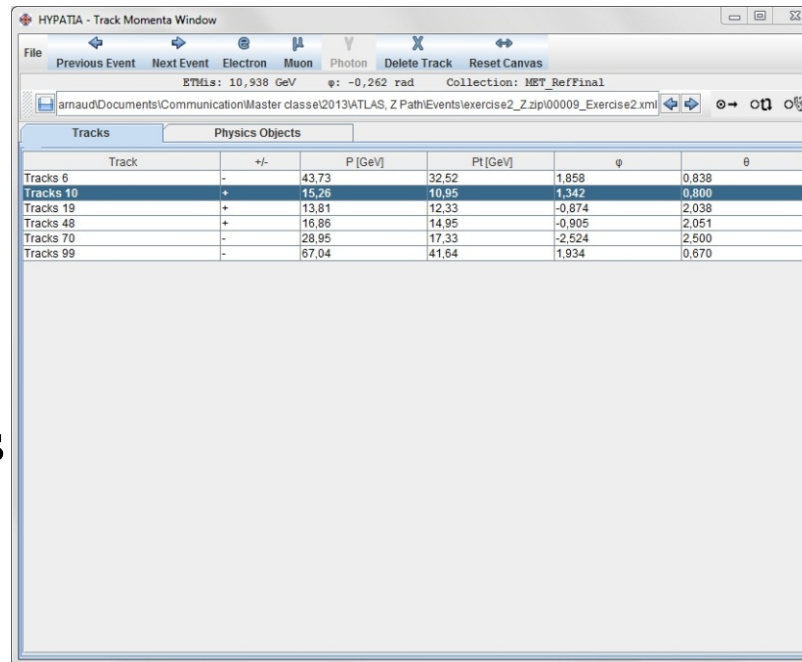 HYPATIA - Track Momenta Window
File Previous Event Next Event Electron Muon Photon Delete Track Reset Canvas
ETMis: 10,938 GeV φ: -0,262 rad Collection: MET_RefFinal
arnaud\Documents\Communication\Master classe\2013\ATLAS, Z Path\Events\exercise2_Z.zip\00009_Exercise2.xml
Tracks Physics Objects
Track +/- P [GeV] Pt [GeV] φ θ
Tracks 6 - 43,73 32,52 1,858 0,838
Tracks 10 + 15,26 10,95 1,342 0,800
Tracks 19 + 13,81 12,33 -0,874 2,038
Tracks 48 + 16,86 14,95 -0,905 2,051
Tracks 70 - 28,95 17,33 -2,524 2,500
Tracks 99 - 67,04 41,64 1,934 0,670